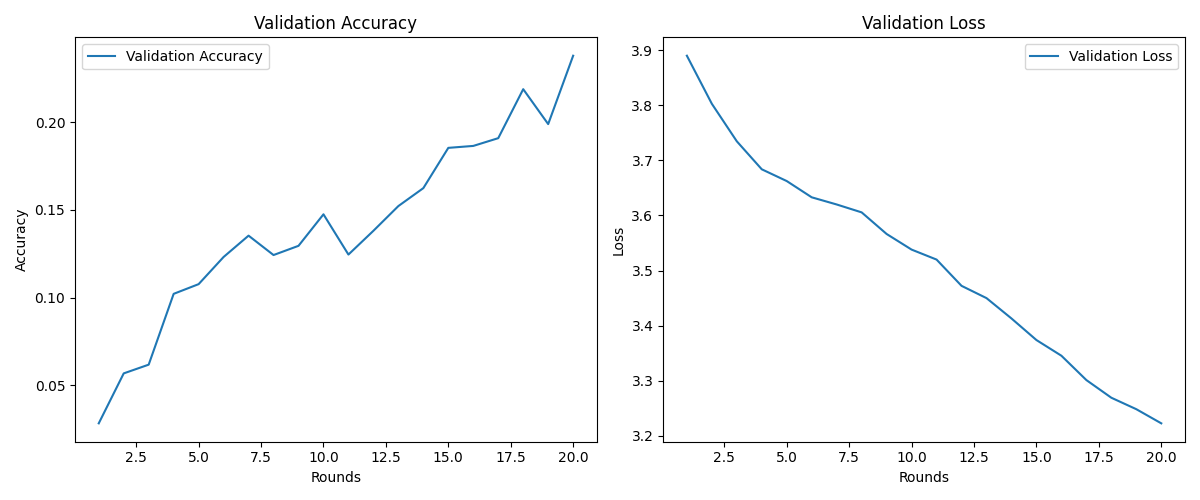 Validation Accuracy
Validation Accuracy
Accuracy
0.20
0.15
0.10
0.05
2.5 5.0 7.5 10.0 12.5 15.0 17.5 20.0
Rounds
Validation Loss
Validation Loss
Loss
3.9
3.8
3.7
3.6
3.5
3.4
3.3
3.2
2.5 5.0 7.5 10.0 12.5 15.0 17.5 20.0
Rounds